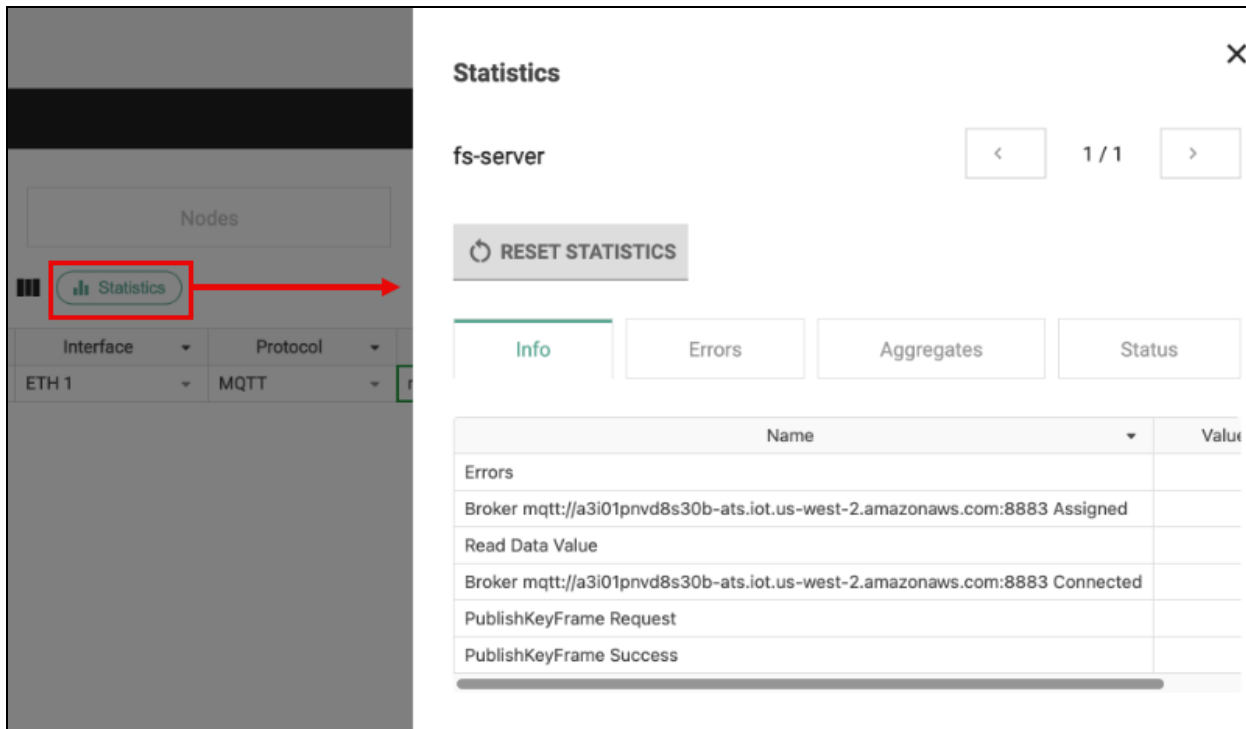 Statistics
fs-server
1 / 1
Nodes
RESET STATISTICS
Statistics
Info Errors Aggregates Status
Interface Protocol
ETH 1 MQTT
Name Value
Errors
Broker mqtt://a3i01pnvd8s30b-ats.iot.us-west-2.amazonaws.com:8883 Assigned
Read Data Value
Broker mqtt://a3i01pnvd8s30b-ats.iot.us-west-2.amazonaws.com:8883 Connected
PublishKeyFrame Request
PublishKeyFrame Success